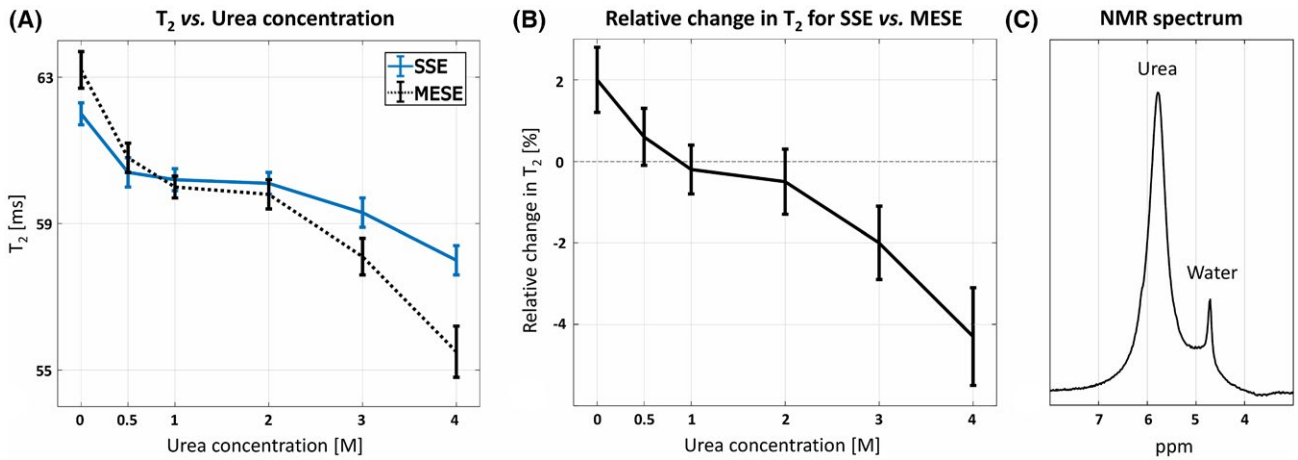 (A)
T₂ vs. Urea concentration
SSE
MESE
63
59
55
T₂ [ms]
0 0.5 1 2 3 4
Urea concentration [M]
(B)
Relative change in T₂ for SSE vs. MESE
2
0
-2
-4
Relative change in T₂ [%]
0 0.5 1 2 3 4
Urea concentration [M]
(C)
NMR spectrum
Urea
Water
7 6 5 4
ppm